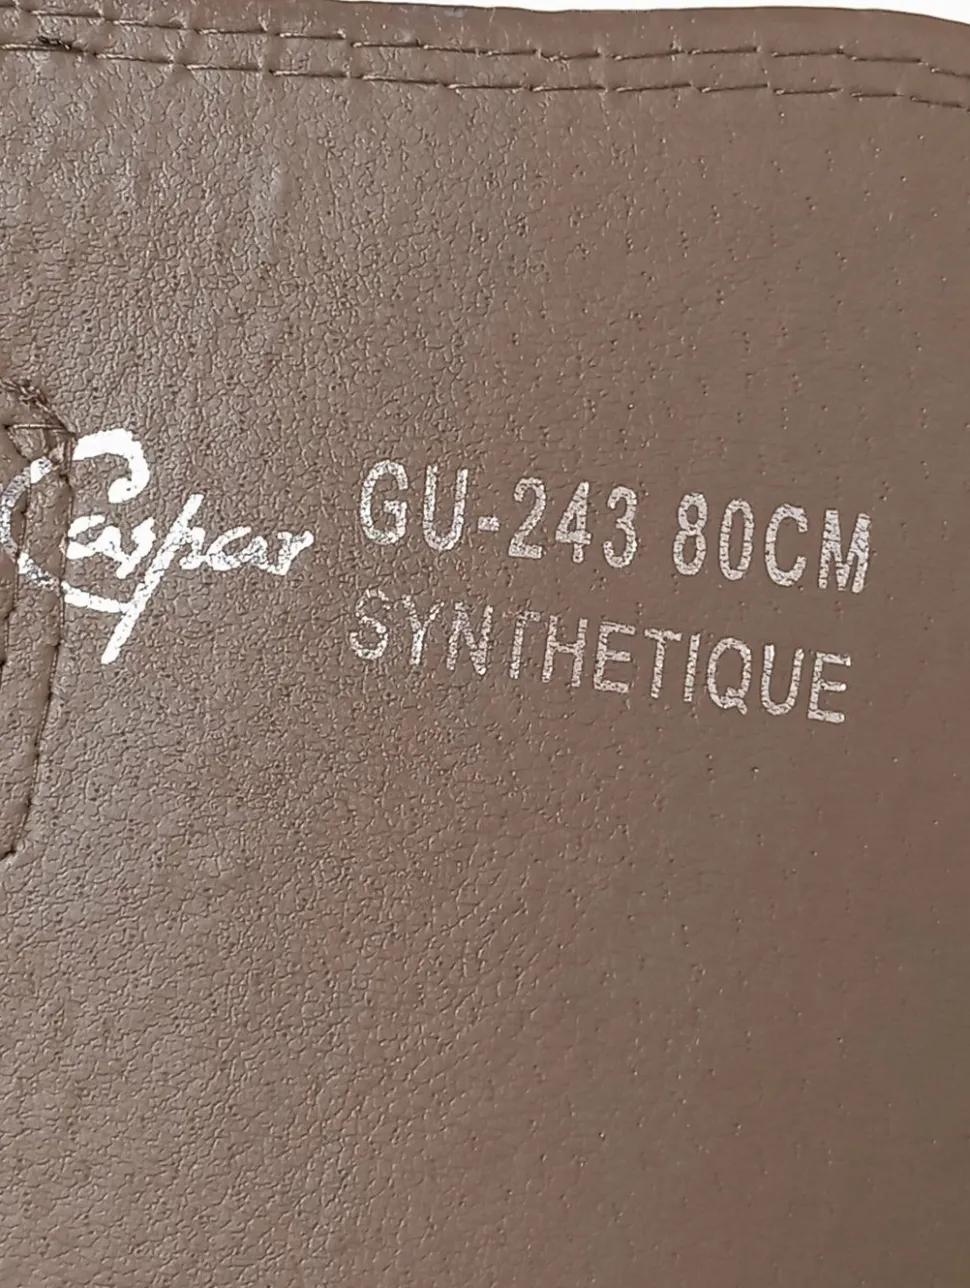 Caspar
GU-243 80CM
SYNTHETIQUE